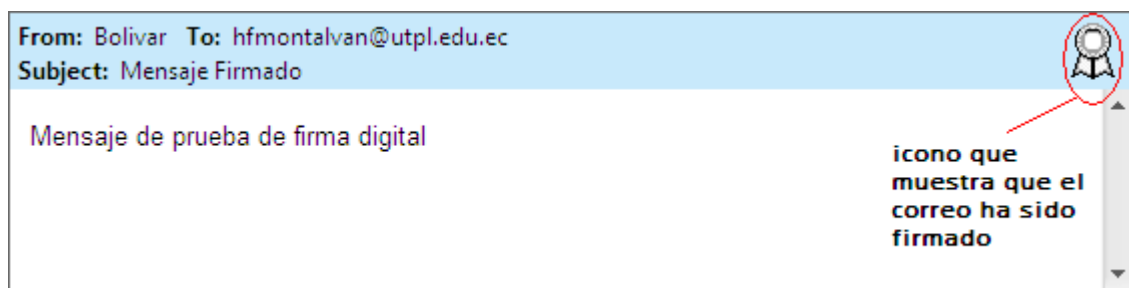 From: Bolivar To: hfmontalvan@utpl.edu.ec
Subject: Mensaje Firmado
Mensaje de prueba de firma digital
icono que
muestra que el
correo ha sido
firmado